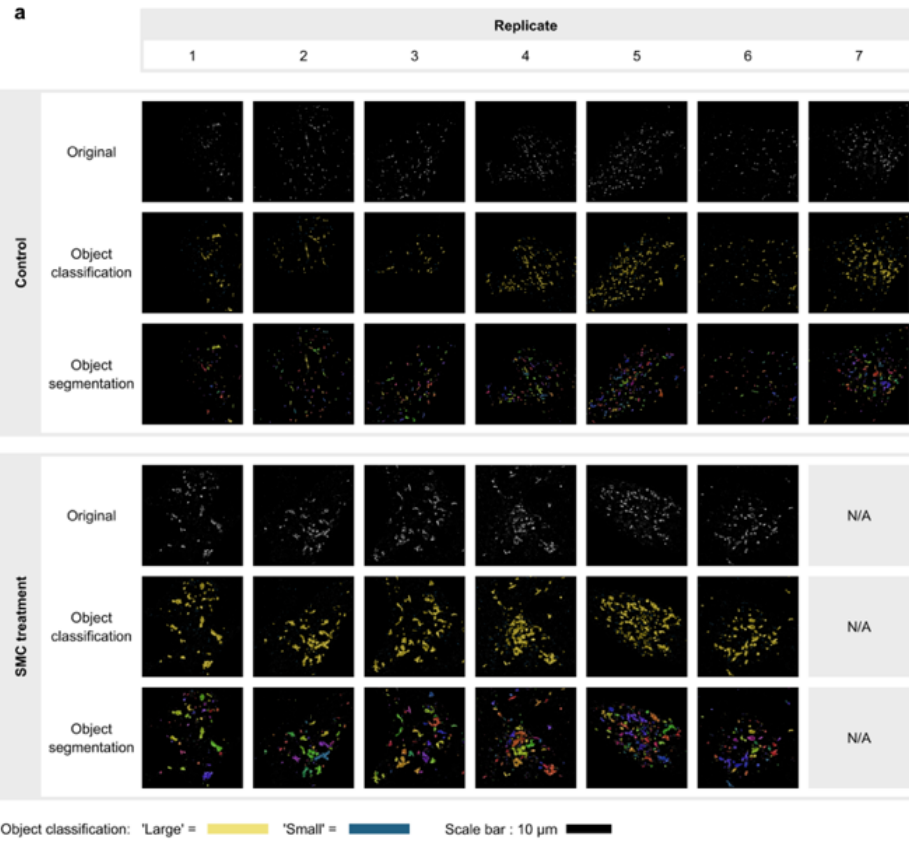 a
Replicate
1 2 3 4 5 6 7
Control
Original
Object
classification
Object
segmentation
SMC treatment
Original
N/A
Object
classification
N/A
Object
segmentation
N/A
Object classification: 'Large' = 'Small' = Scale bar : 10 µm